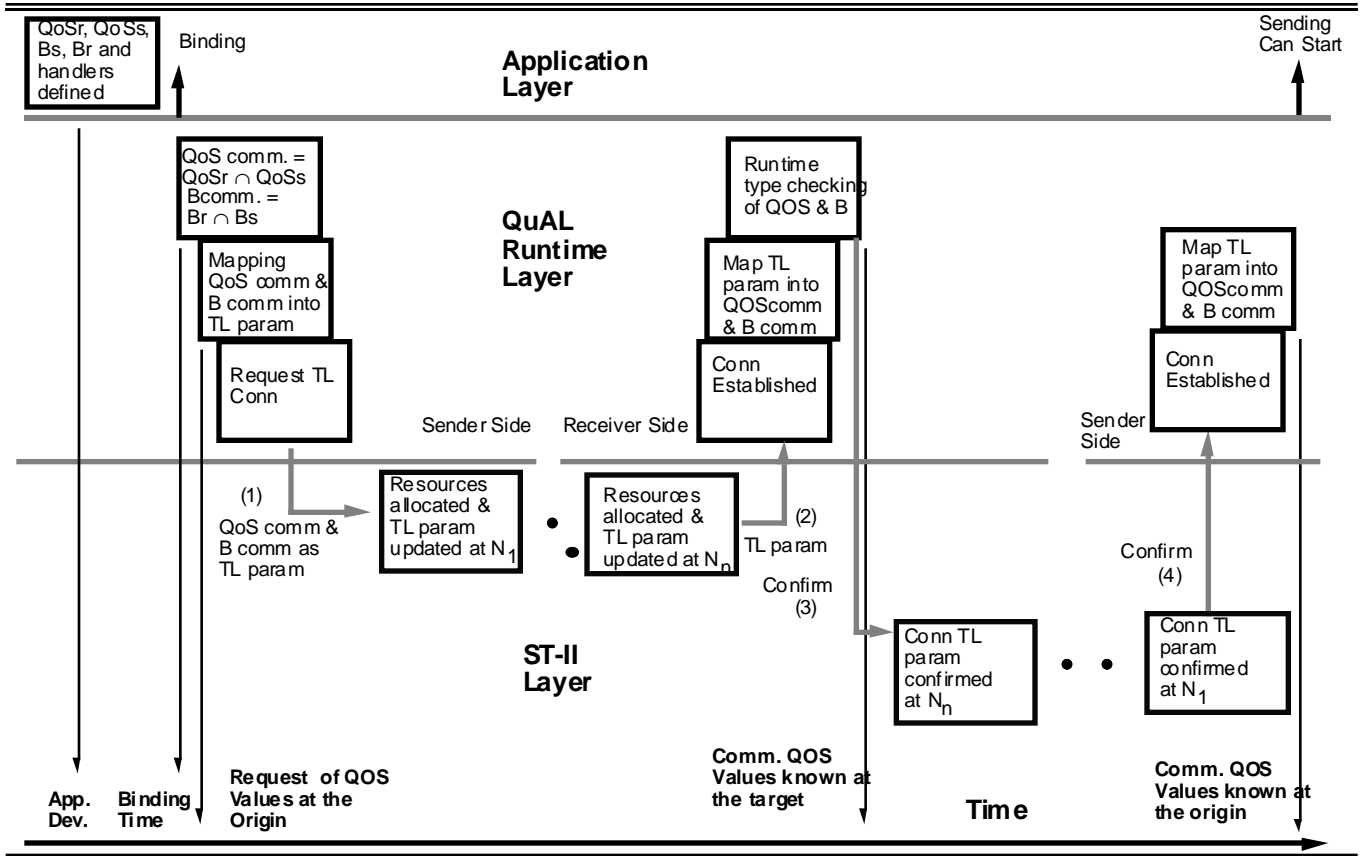 QoSr, QoSs,
Bs, Br and
handlers
defined
Binding
Application
Layer
Sending
Can Start
QoS comm. =
QoSr ∩ QoSs
Bcomm. =
Br ∩ Bs
Mapping
QoS comm &
B comm into
TL param
Request TL
Conn
QuAL
Runtime
Layer
Runtime
type checking
of QOS & B
Map TL
param into
QOScomm
& B comm
Conn
Established
Map TL
param into
QOScomm
& B comm
Conn
Established
Sender Side
Receiver Side
Sender
Side
(1)
QoS comm &
B comm as
TL param
Resources
allocated &
TL param
updated at N1
Resources
allocated &
TL param
updated at Nn
(2)
TL param
Confirm
(3)
Confirm
(4)
ST-II
Layer
Conn TL
param
confirmed
at Nn
Conn TL
param
confirmed
at N1
App.
Dev.
Binding
Time
Request of QOS
Values at the
Origin
Comm. QOS
Values known at
the target
Time
Comm. QOS
Values known at
the origin